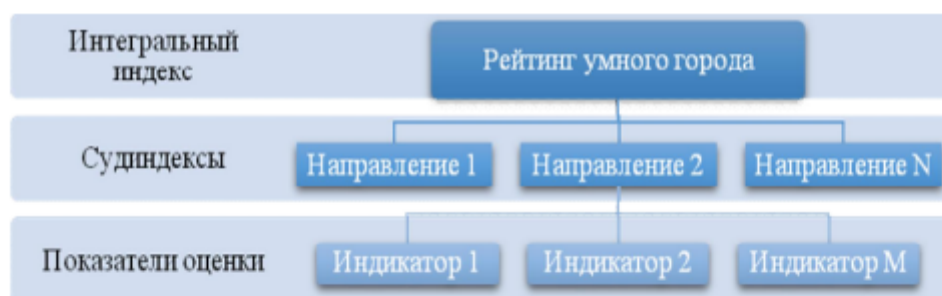 Интегральный
индекс
Рейтинг умного города
Судиндексы
Направление 1
Направление 2
Направление N
Показатели оценки
Индикатор 1
Индикатор 2
Индикатор M